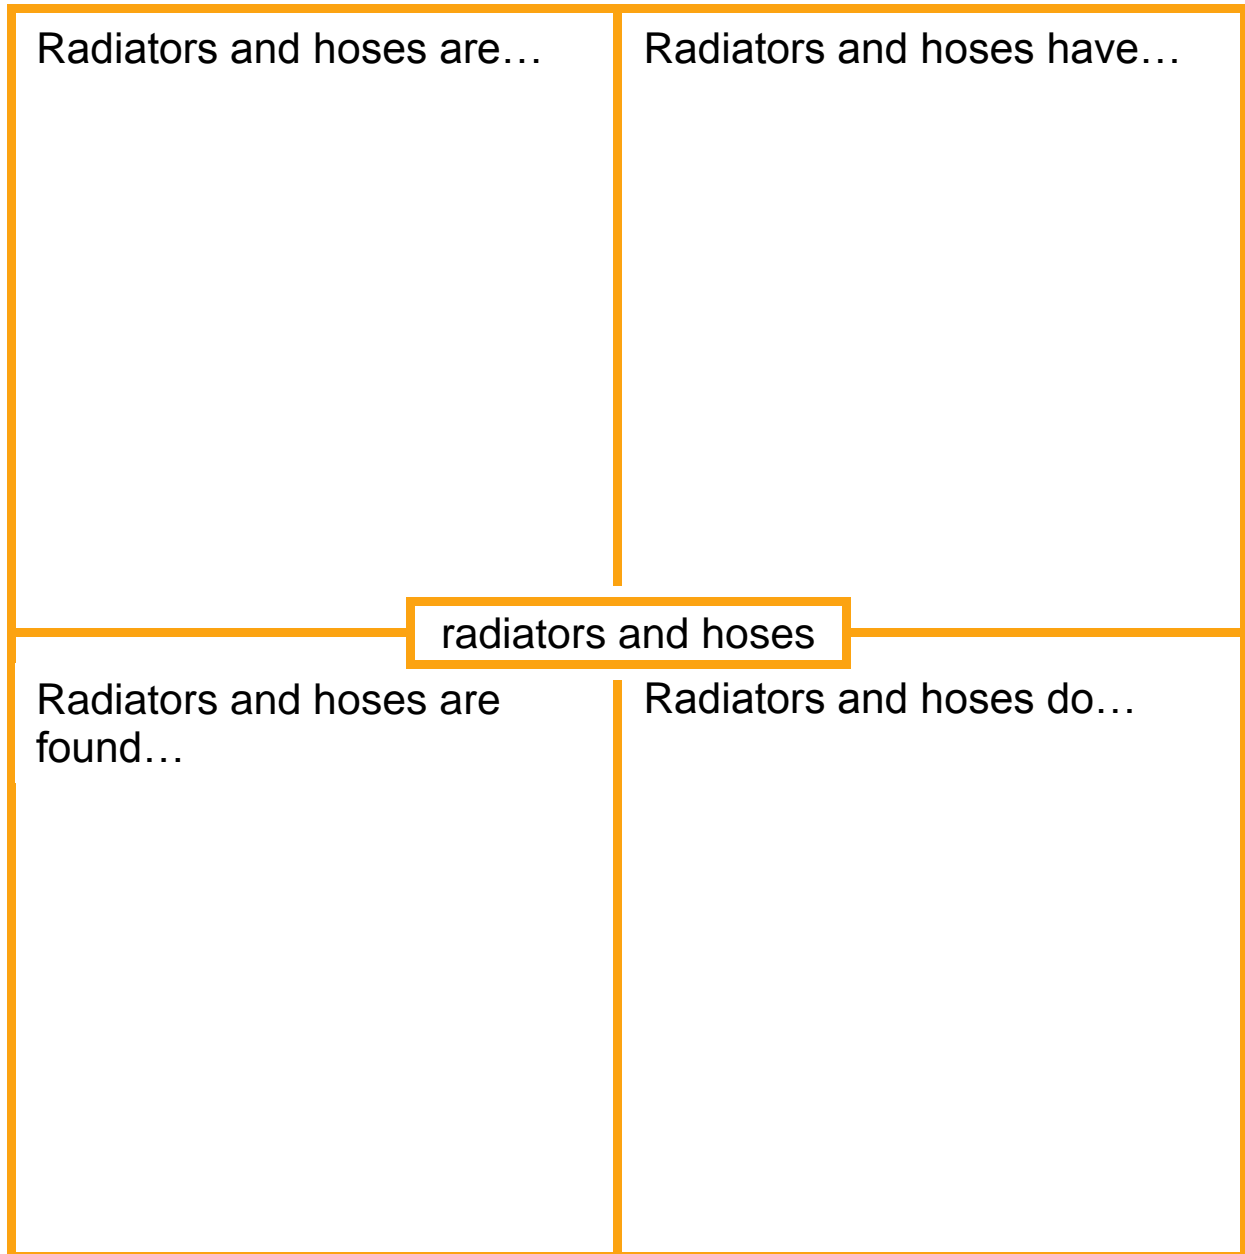 Radiators and hoses are…
Radiators and hoses have…
radiators and hoses
Radiators and hoses are
found…
Radiators and hoses do…